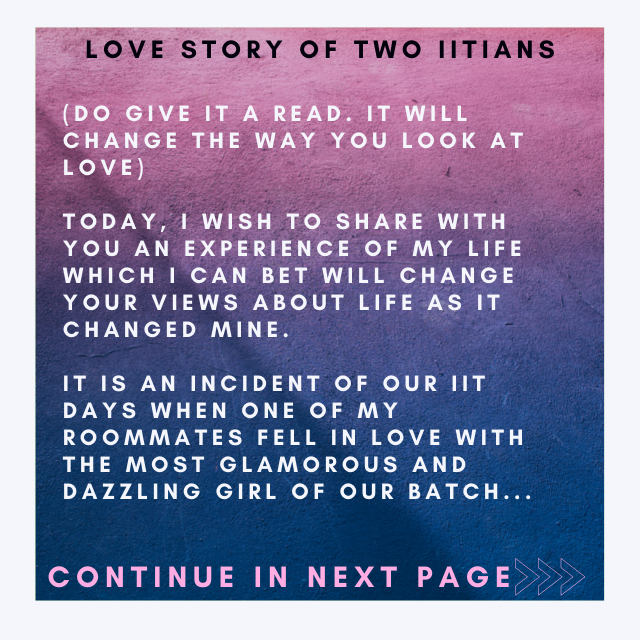 LOVE STORY OF TWO IITIANS
(DO GIVE IT A READ. IT WILL
CHANGE THE WAY YOU LOOK AT
LOVE)
TODAY, I WISH TO SHARE WITH
YOU AN EXPERIENCE OF MY LIFE
WHICH I CAN BET WILL CHANGE
YOUR VIEWS ABOUT LIFE AS IT
CHANGED MINE.
IT IS AN INCIDENT OF OUR IIT
DAYS WHEN ONE OF MY
ROOMMATES FELL IN LOVE WITH
THE MOST GLAMOROUS AND
DAZZLING GIRL OF OUR BATCH...
CONTINUE IN NEXT PAGE